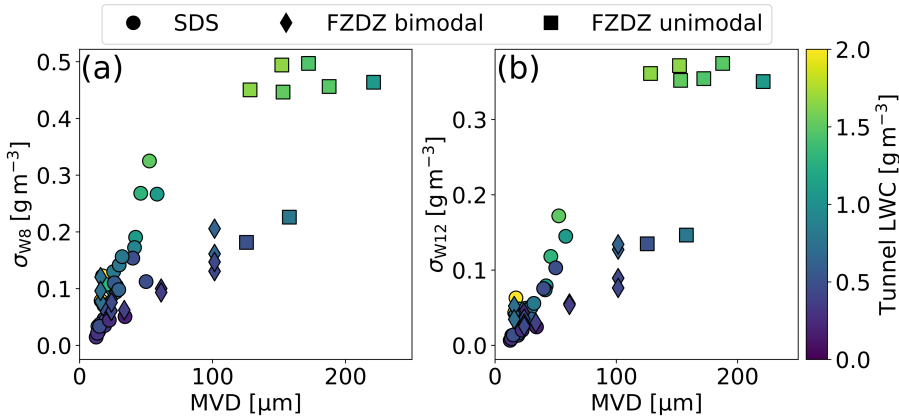 SDS FZDZ bimodal FZDZ unimodal
(a)
σW8 [g m−3]
0.5
0.4
0.3
0.2
0.1
0.0
0 100 200
MVD [µm]
(b)
σW12 [g m−3]
0.3
0.2
0.1
0.0
0 100 200
MVD [µm]
2.0
1.5
1.0
0.5
0.0
Tunnel LWC [g m−3]